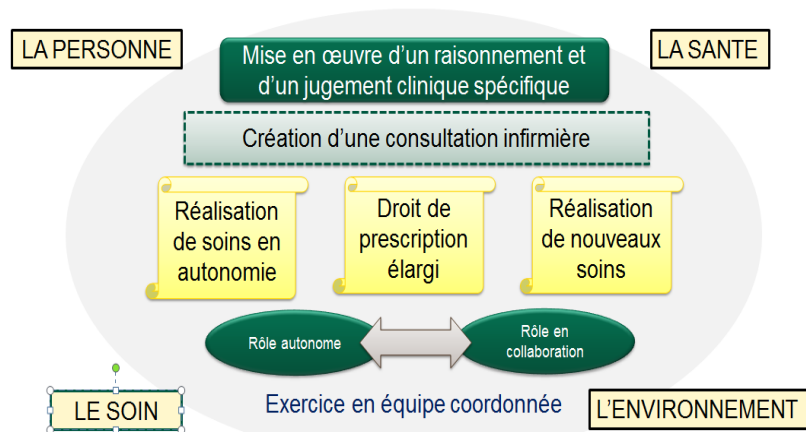 LA PERSONNE
Mise en œuvre d'un raisonnement et
d'un jugement clinique spécifique
LA SANTE
Création d'une consultation infirmière
Réalisation
de soins en
autonomie
Droit de
prescription
élargi
Réalisation
de nouveaux
soins
Rôle autonome
Rôle en
collaboration
LE SOIN
Exercice en équipe coordonnée
L'ENVIRONNEMENT